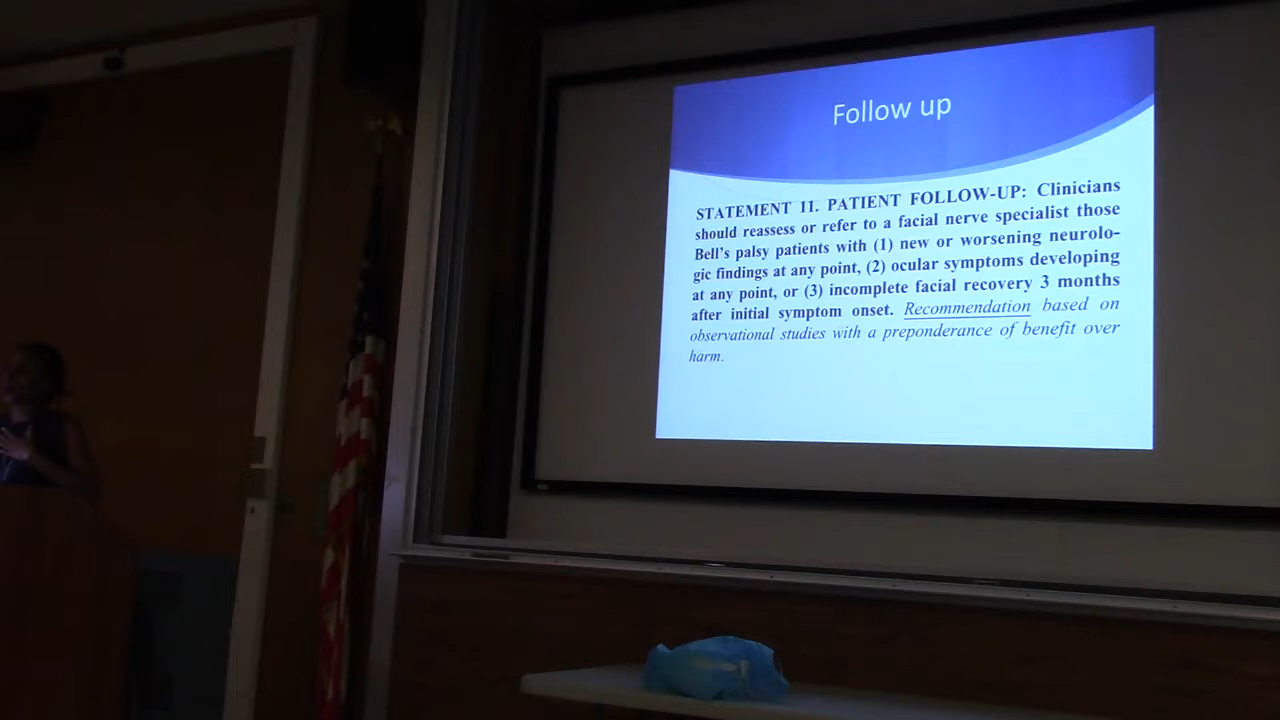 Follow up
STATEMENT 11. PATIENT FOLLOW-UP: Clinicians
should reassess or refer to a facial nerve specialist those
Bell's palsy patients with (1) new or worsening neurolo-
gic findings at any point, (2) ocular symptoms developing
at any point, or (3) incomplete facial recovery 3 months
after initial symptom onset. Recommendation based on
observational studies with a preponderance of benefit over
harm.